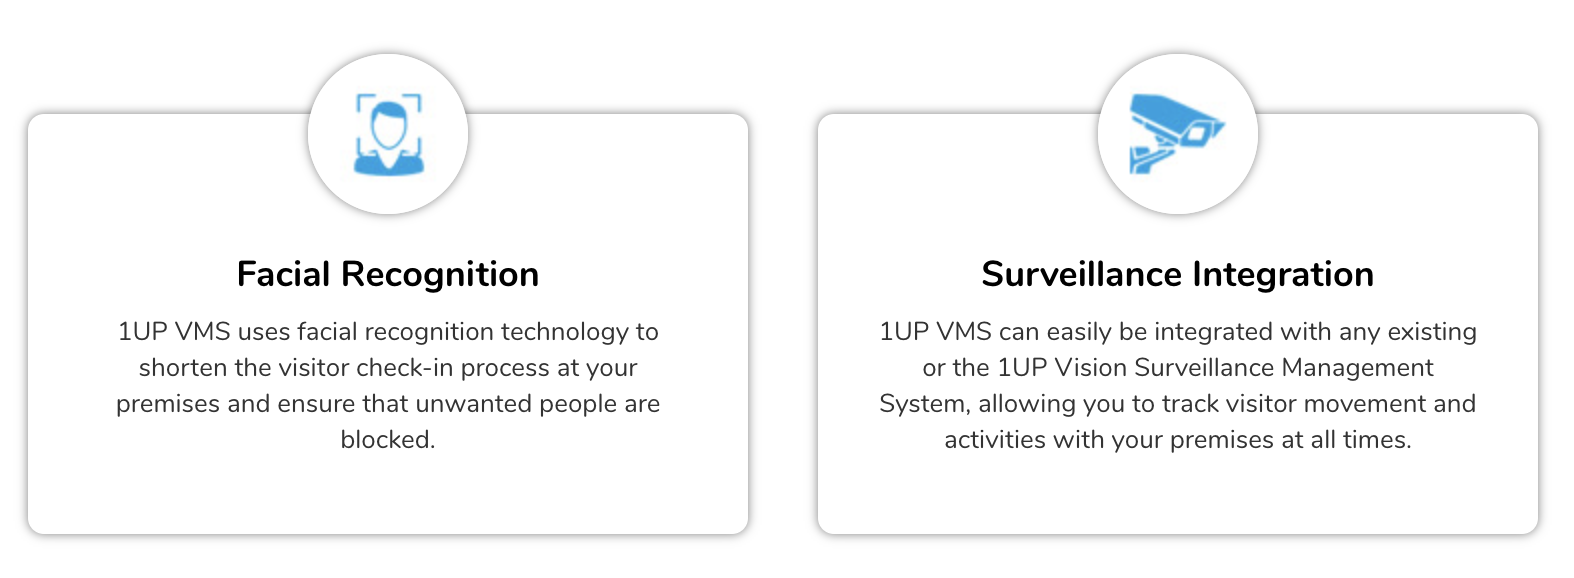 Facial Recognition
1UP VMS uses facial recognition technology to
shorten the visitor check-in process at your
premises and ensure that unwanted people are
blocked.
Surveillance Integration
1UP VMS can easily be integrated with any existing
or the 1UP Vision Surveillance Management
System, allowing you to track visitor movement and
activities with your premises at all times.